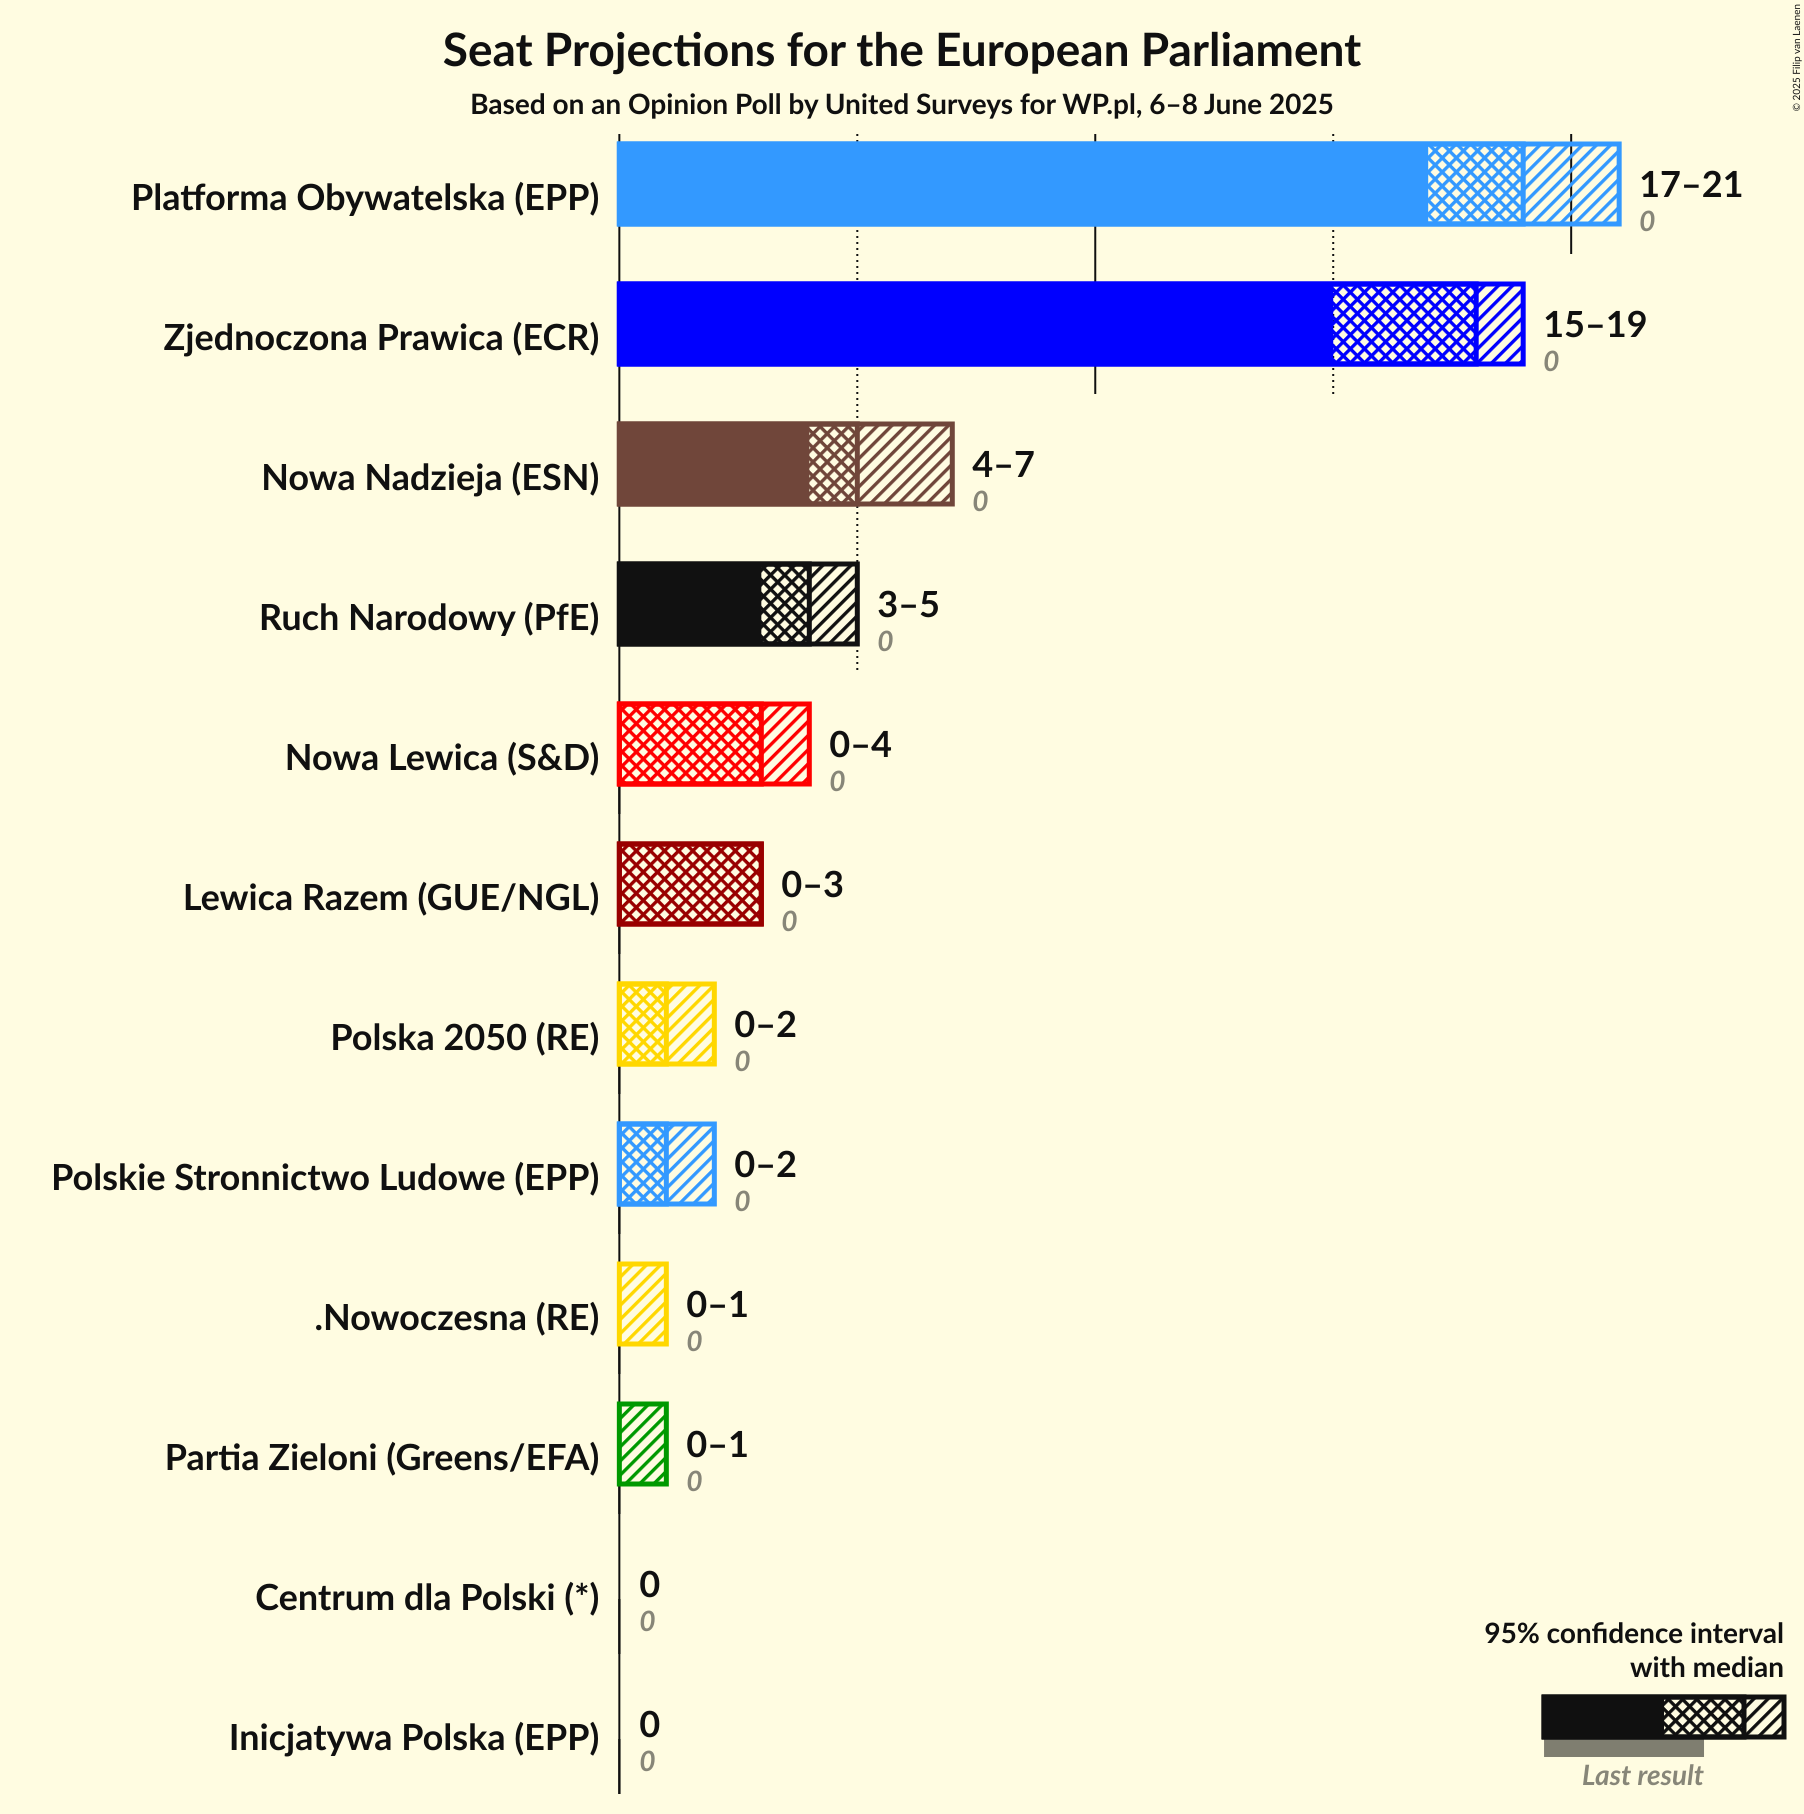 Seat Projections for the European Parliament
Based on an Opinion Poll by United Surveys for WP.pl, 6–8 June 2025
© 2025 Filip van Laenen
Platforma Obywatelska (EPP)
17–21
0
Zjednoczona Prawica (ECR)
15–19
0
Nowa Nadzieja (ESN)
4–7
0
Ruch Narodowy (PfE)
3–5
0
Nowa Lewica (S&D)
0–4
0
Lewica Razem (GUE/NGL)
0–3
0
Polska 2050 (RE)
0–2
0
Polskie Stronnictwo Ludowe (EPP)
0–2
0
.Nowoczesna (RE)
0–1
0
Partia Zieloni (Greens/EFA)
0–1
0
Centrum dla Polski (*)
0
0
Inicjatywa Polska (EPP)
0
0
95% confidence interval
with median
Last result